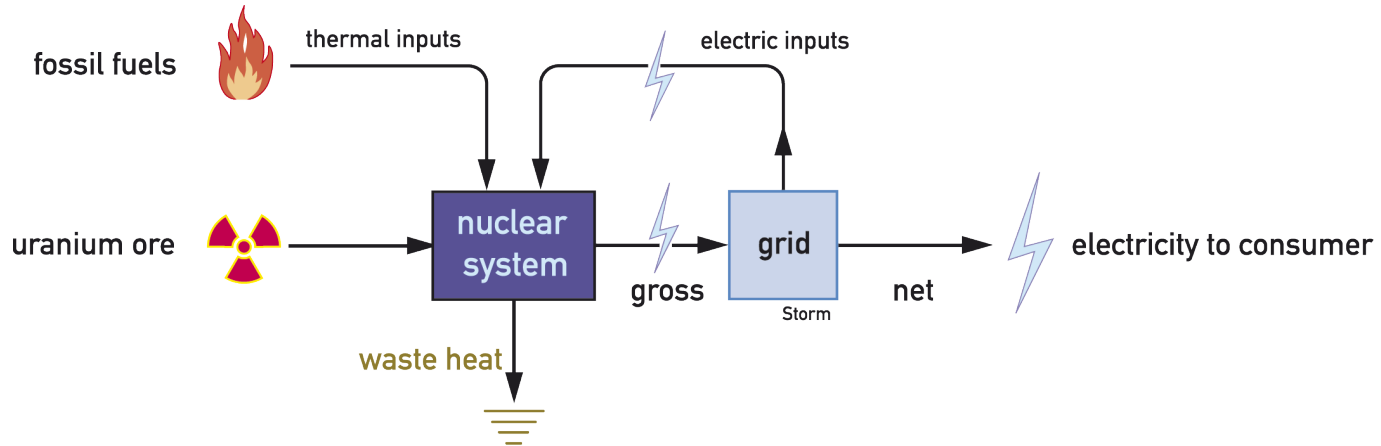 thermal inputs
electric inputs
fossil fuels
nuclear
system
uranium ore
grid
electricity to consumer
gross
net
Storm
waste heat